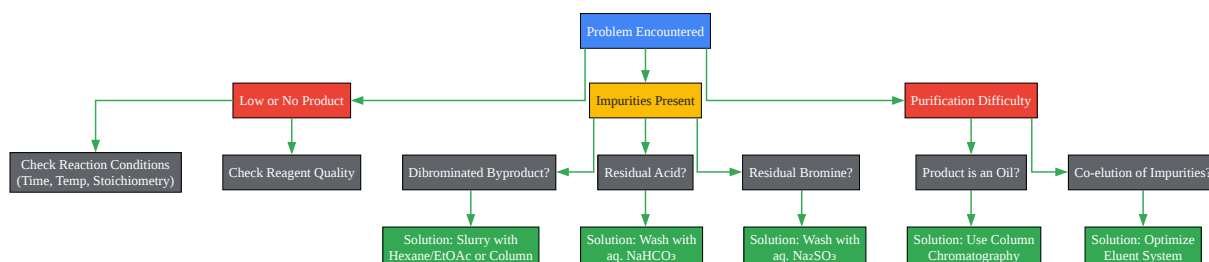 Problem Encountered
Low or No Product
Impurities Present
Purification Difficulty
Check Reaction Conditions
(Time, Temp, Stoichiometry)
Check Reagent Quality
Dibrominated Byproduct?
Residual Acid?
Residual Bromine?
Product is an Oil?
Co-elution of Impurities?
Solution: Slurry with
Hexane/EtOAc or Column
Solution: Wash with
aq. NaHCO₃
Solution: Wash with
aq. Na₂SO₃
Solution: Use Column
Chromatography
Solution: Optimize
Eluent System